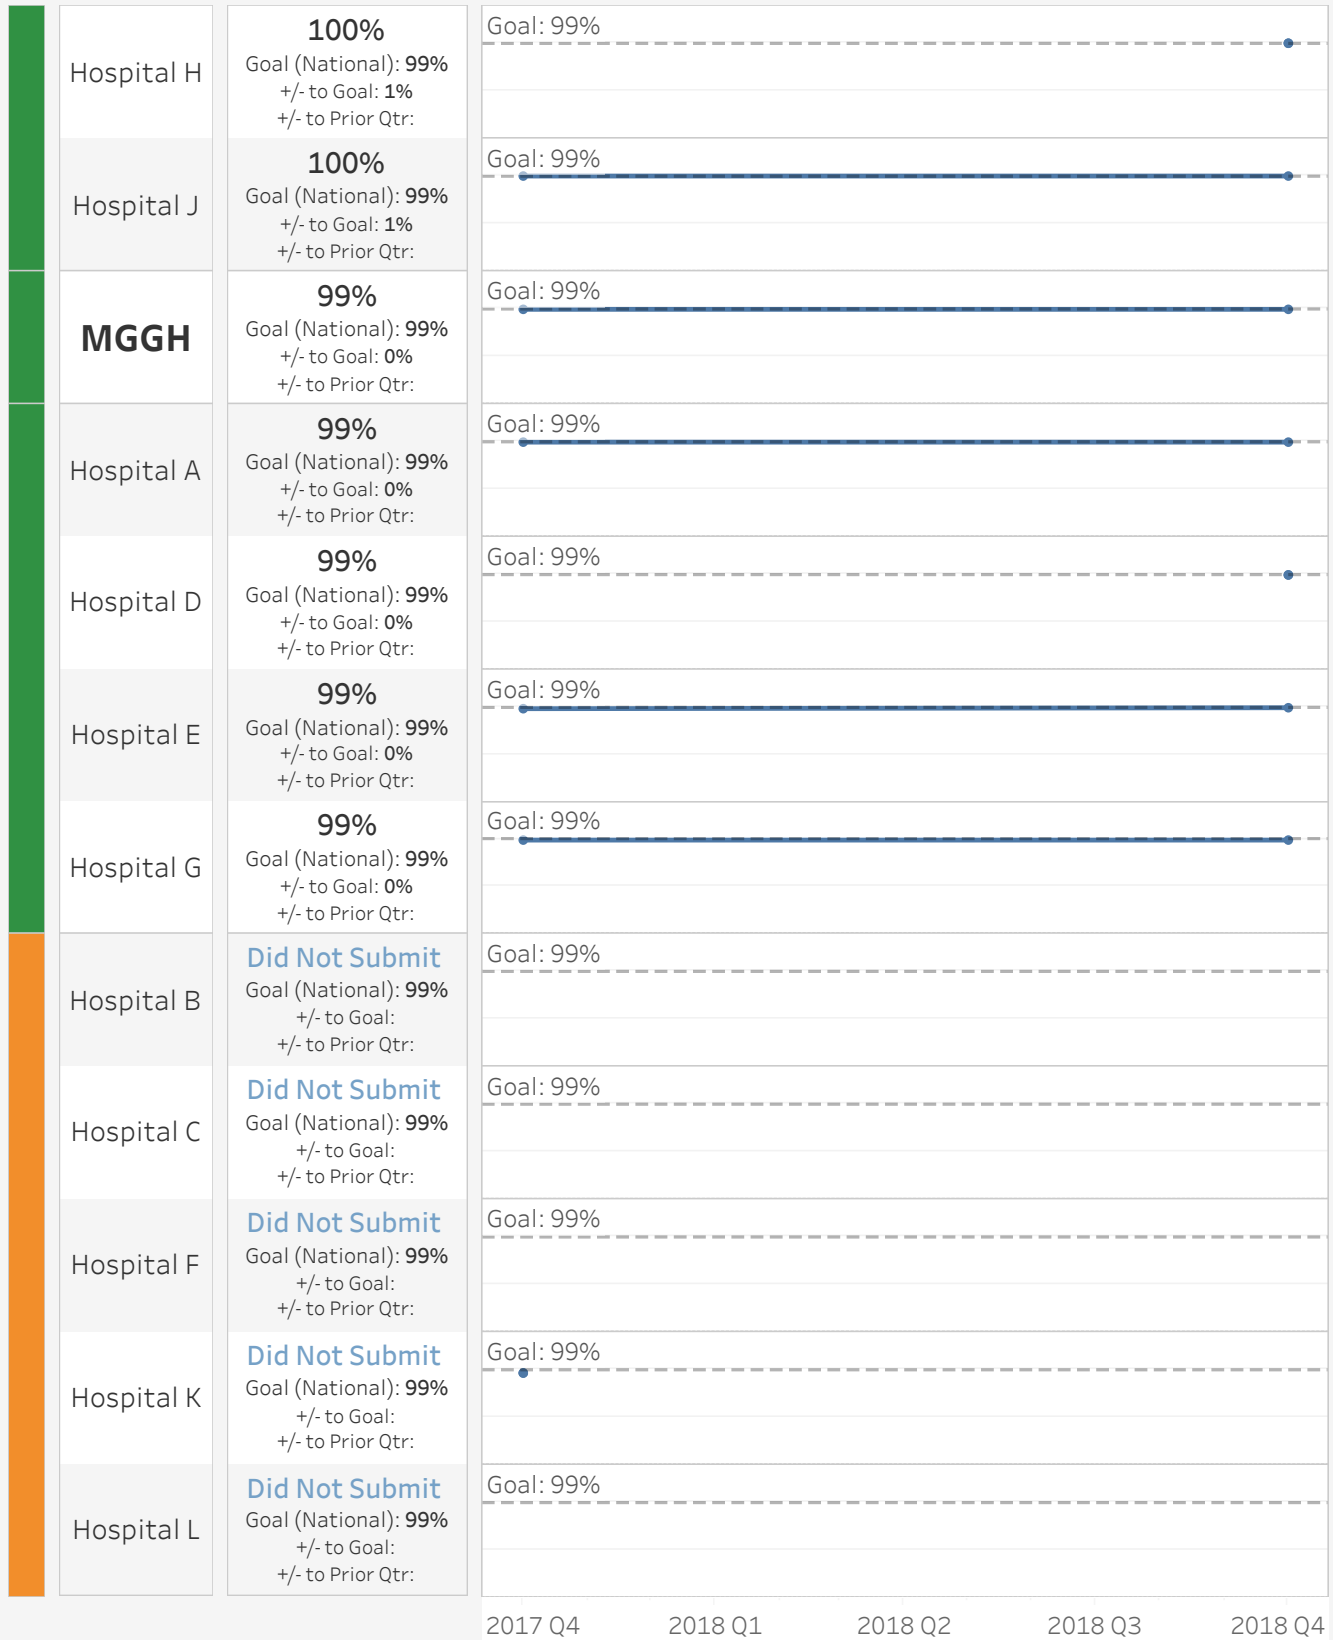 Hospital H
100%
Goal (National): 99%
+/- to Goal: 1%
+/- to Prior Qtr:
Goal: 99%
Hospital J
100%
Goal (National): 99%
+/- to Goal: 1%
+/- to Prior Qtr:
Goal: 99%
MGGH
99%
Goal (National): 99%
+/- to Goal: 0%
+/- to Prior Qtr:
Goal: 99%
Hospital A
99%
Goal (National): 99%
+/- to Goal: 0%
+/- to Prior Qtr:
Goal: 99%
Hospital D
99%
Goal (National): 99%
+/- to Goal: 0%
+/- to Prior Qtr:
Goal: 99%
Hospital E
99%
Goal (National): 99%
+/- to Goal: 0%
+/- to Prior Qtr:
Goal: 99%
Hospital G
99%
Goal (National): 99%
+/- to Goal: 0%
+/- to Prior Qtr:
Goal: 99%
Hospital B
Did Not Submit
Goal (National): 99%
+/- to Goal:
+/- to Prior Qtr:
Goal: 99%
Hospital C
Did Not Submit
Goal (National): 99%
+/- to Goal:
+/- to Prior Qtr:
Goal: 99%
Hospital F
Did Not Submit
Goal (National): 99%
+/- to Goal:
+/- to Prior Qtr:
Goal: 99%
Hospital K
Did Not Submit
Goal (National): 99%
+/- to Goal:
+/- to Prior Qtr:
Goal: 99%
Hospital L
Did Not Submit
Goal (National): 99%
+/- to Goal:
+/- to Prior Qtr:
Goal: 99%
2017 Q4 2018 Q1 2018 Q2 2018 Q3 2018 Q4